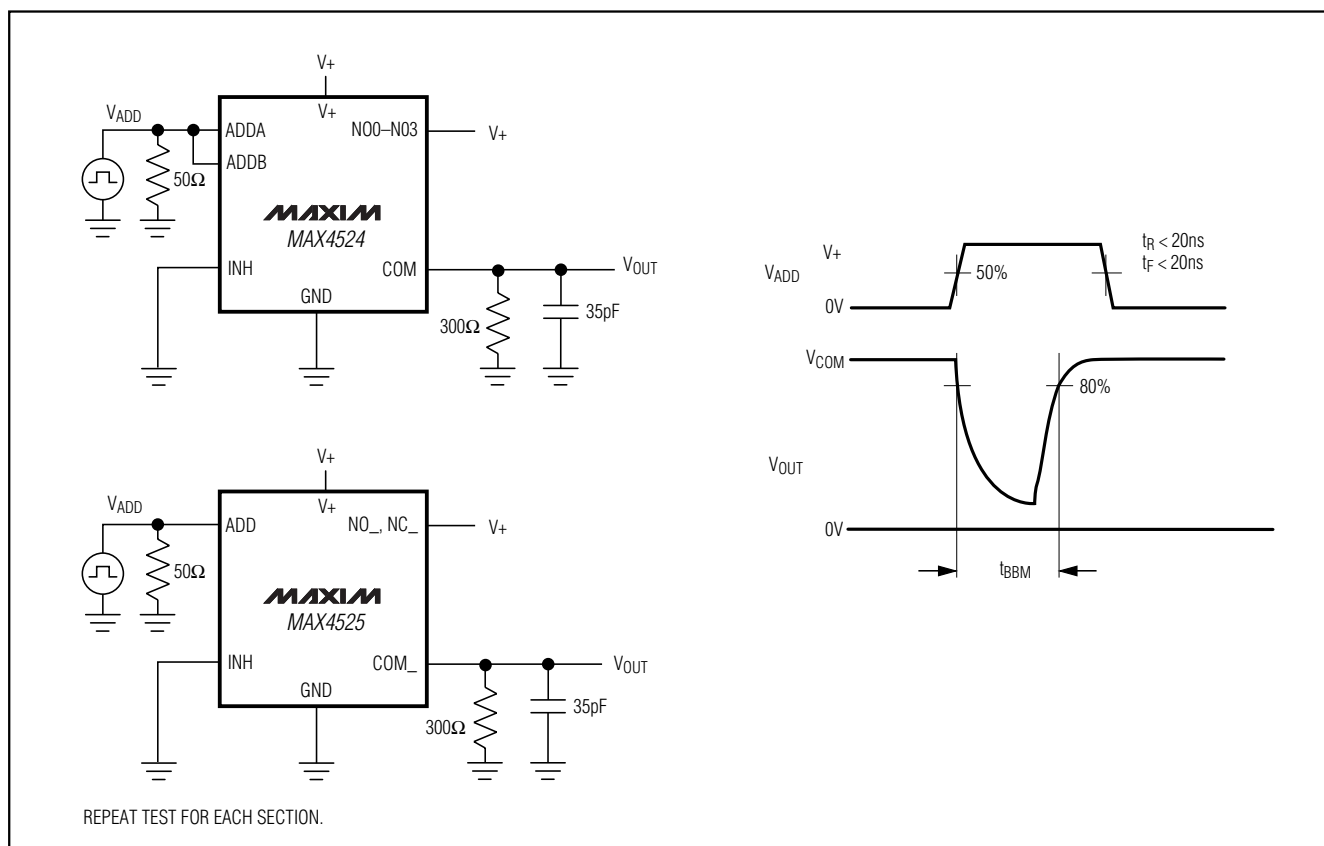 V+
VADD
V+
ADDA
NO0–N03
V+
ADDB
50Ω
MAXIM
MAX4524
INH
COM
VOUT
GND
300Ω
35pF
V+
VADD
V+
ADD
NO_, NC_
V+
50Ω
MAXIM
MAX4525
INH
COM_
VOUT
GND
300Ω
35pF
REPEAT TEST FOR EACH SECTION.
V+
VADD
50%
0V
tR < 20ns
tF < 20ns
VCOM
80%
VOUT
0V
tBBM